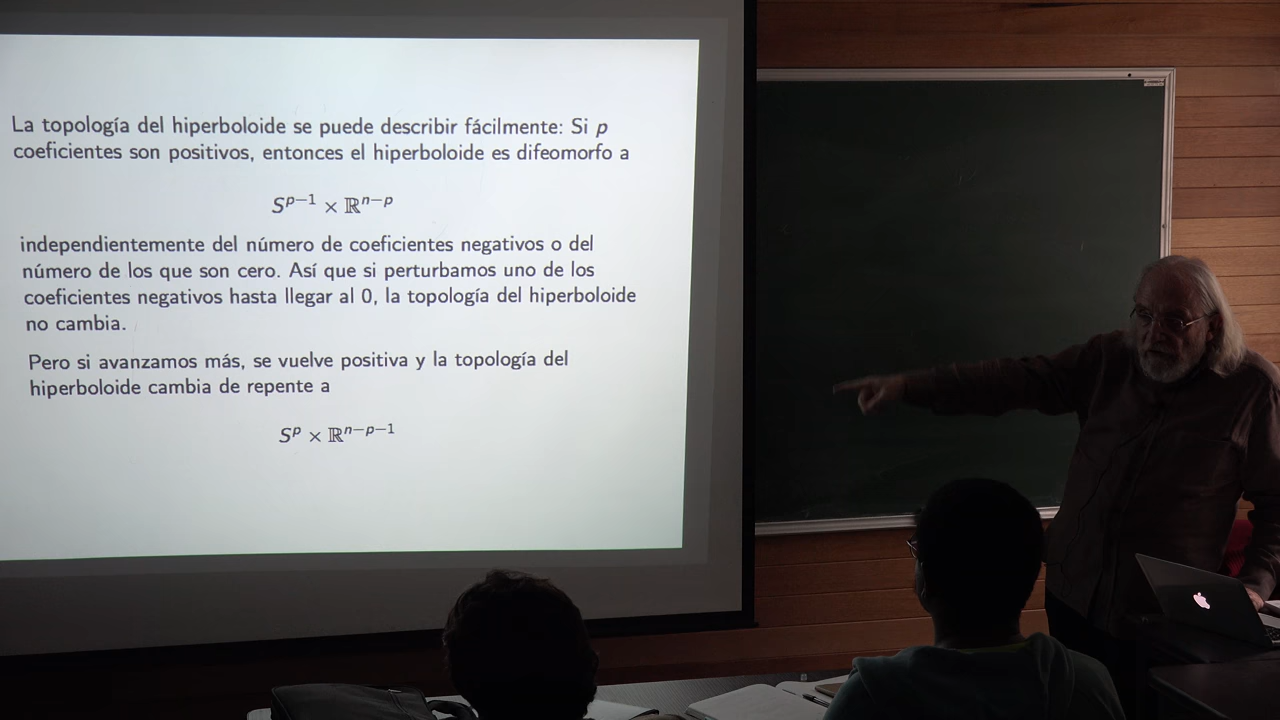 La topología del hiperboloide se puede describir fácilmente: Si p
coeficientes son positivos, entonces el hiperboloide es difeomorfo a
S^{p−1} × ℝ^{n−p}
independientemente del número de coeficientes negativos o del
número de los que son cero. Así que si perturbamos uno de los
coeficientes negativos hasta llegar al 0, la topología del hiperboloide
no cambia.
Pero si avanzamos más, se vuelve positiva y la topología del
hiperboloide cambia de repente a
S^p × ℝ^{n−p−1}